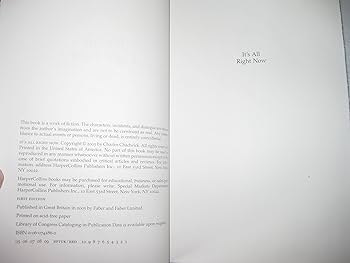 This book is a work of fiction. The characters, incidents, and dialogue are drawn
from the author's imagination and are not to be construed as real. Any
blance to actual events or persons, living or dead, is entirely coincidental.
IT'S ALL RIGHT NOW. Copyright © 2005 by Charles Chadwick. All rights
Printed in the United States of America. No part of this book may be used
reproduced in any manner whatsoever without written permission except in
case of brief quotations embodied in critical articles and reviews. For
address HarperCollins Publishers Inc., 10 East 53rd Street, New York,
NY 10022.
HarperCollins books may be purchased for educational, business, or sales
motional use. For information, please write: Special Markets Department,
HarperCollins Publishers Inc., 10 East 53rd Street, New York, NY 10022.
FIRST EDITION
Published in Great Britain in 2005 by Faber and Faber Limited.
Printed on acid-free paper
Library of Congress Cataloging-in-Publication Data is available upon request.
ISBN
05 06 07 08 09 RRD 10 9 8 7 6 5 4 3 2 1
It's All
Right Now